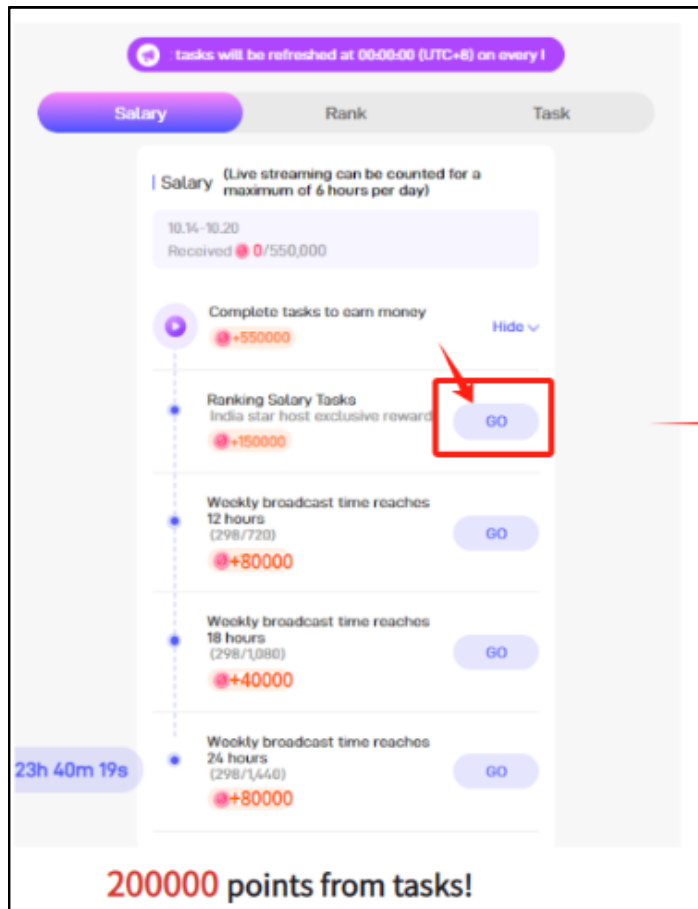 : tasks will be refreshed at 00:00:00 (UTC+8) on every
Salary
Rank
Task
Salary (Live streaming can be counted for a
maximum of 6 hours per day)
10.14-10.20
Received 0/550,000
Complete tasks to earn money
+550000
Hide
Ranking Salary Tasks
India star host exclusive reward
+150000
GO
Weekly broadcast time reaches
12 hours
(298/720)
+80000
GO
Weekly broadcast time reaches
18 hours
(298/1,080)
+40000
GO
Weekly broadcast time reaches
24 hours
(298/1,440)
+80000
GO
23h 40m 19s
200000 points from tasks!